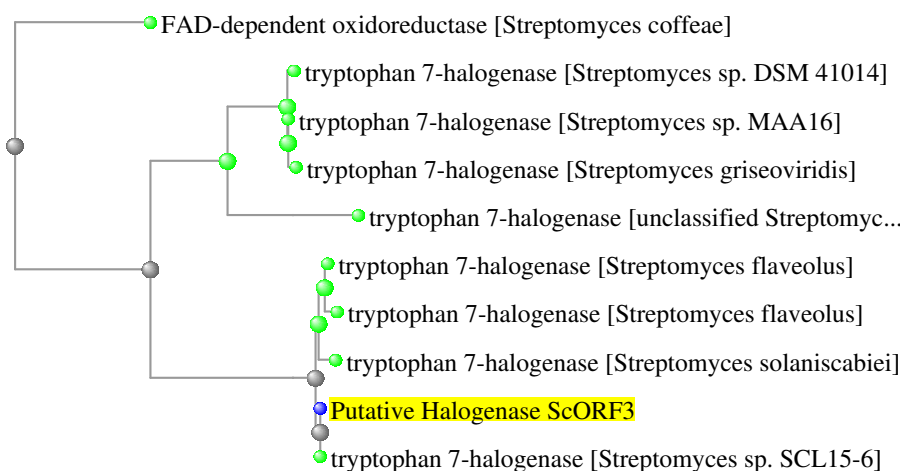 FAD-dependent oxidoreductase [Streptomyces coffeae]
tryptophan 7-halogenase [Streptomyces sp. DSM 41014]
tryptophan 7-halogenase [Streptomyces sp. MAA16]
tryptophan 7-halogenase [Streptomyces griseoviridis]
tryptophan 7-halogenase [unclassified Streptomyc...
tryptophan 7-halogenase [Streptomyces flaveolus]
tryptophan 7-halogenase [Streptomyces flaveolus]
tryptophan 7-halogenase [Streptomyces solaniscabiei]
Putative Halogenase ScORF3
tryptophan 7-halogenase [Streptomyces sp. SCL15-6]